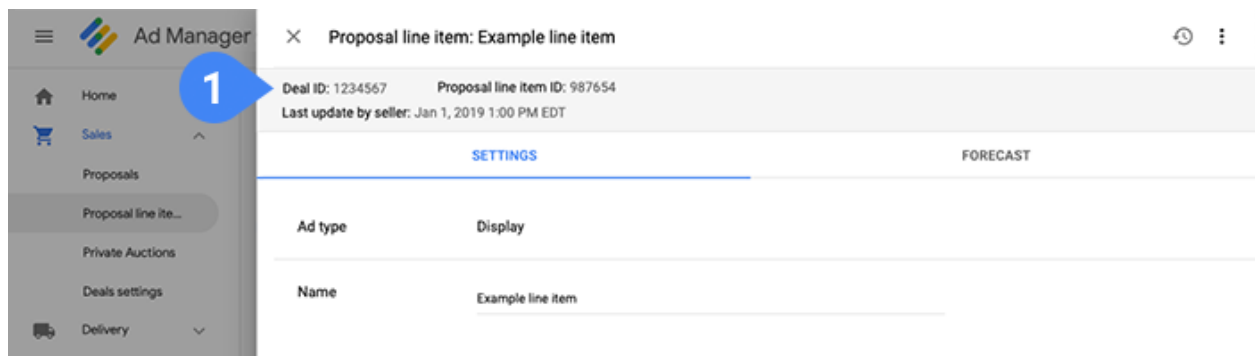 Ad Manager
Proposal line item: Example line item
1
Home
Deal ID: 1234567 Proposal line item ID: 987654
Last update by seller: Jan 1, 2019 1:00 PM EDT
Sales
SETTINGS FORECAST
Proposals
Proposal line ite...
Ad type Display
Private Auctions
Deals settings
Name Example line item
Delivery